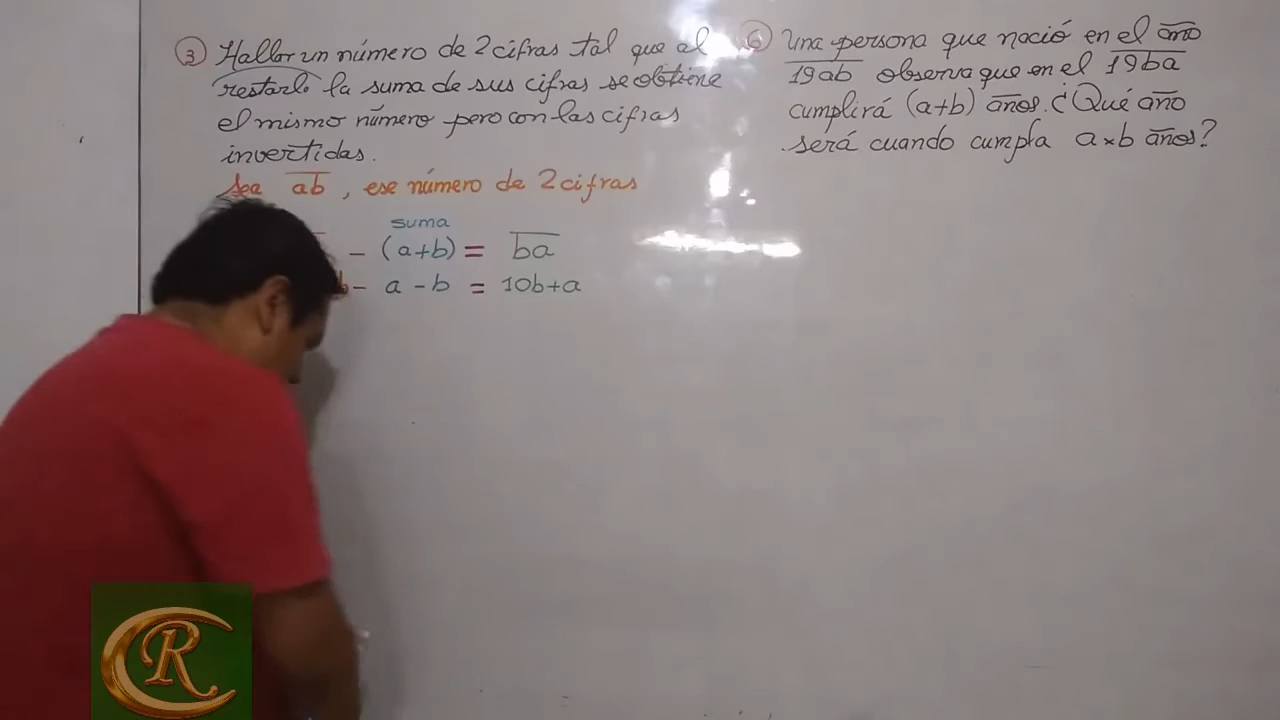 3 Hallar un número de 2 cifras tal que al
restarle la suma de sus cifras se obtiene
el mismo número pero con las cifras
invertidas.
Sea ab, ese número de 2 cifras
suma
- (a+b) = ba
b - a - b = 10b+a
6 Una persona que nació en el año
19ab observa que en el 19ba
cumplirá (a+b) años. ¿Qué año
será cuando cumpla a×b años?
CR